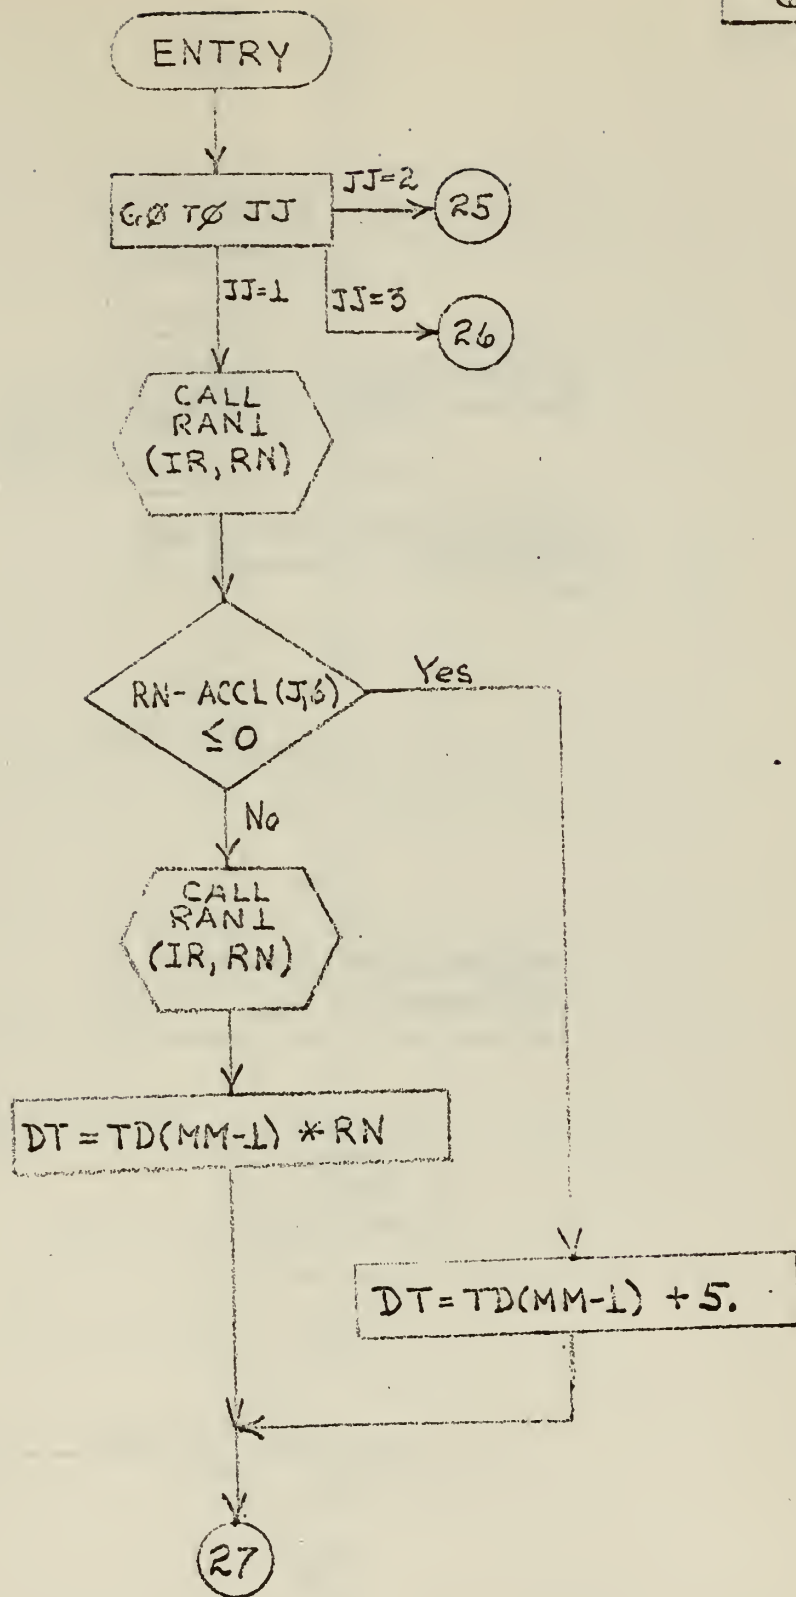 ENTRY
GØ TØ JJ
JJ=2
25
JJ=1
JJ=3
26
CALL
RAN1
(IR, RN)
RN- ACCL(J,6)
≤ 0
Yes
No
CALL
RAN1
(IR, RN)
DT = TD(MM-1) * RN
DT = TD(MM-1) + 5.
27